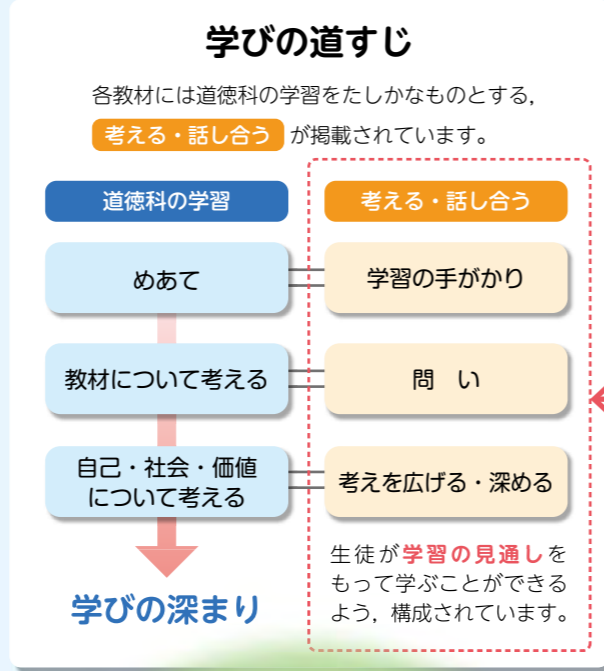 学びの道すじ
各教材には道徳科の学習をたしかなものとする，
考える・話し合う が掲載されています。
道徳科の学習
考える・話し合う
めあて
学習の手がかり
教材について考える
問　い
自己・社会・価値
について考える
考えを広げる・深める
学びの深まり
生徒が学習の見通しを
もって学ぶことができる
よう，構成されています。